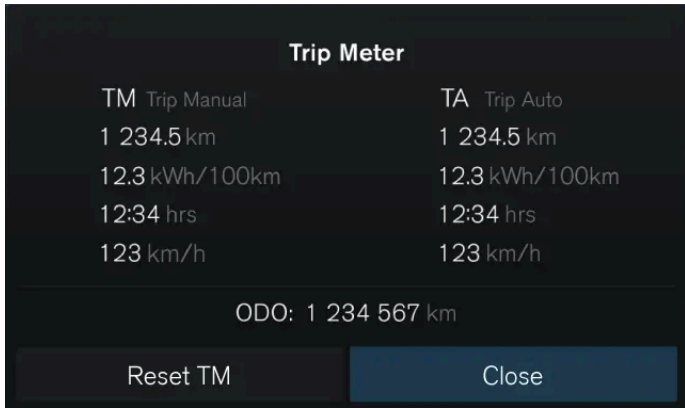 Trip Meter
TM Trip Manual
1 234.5 km
12.3 kWh/100km
12:34 hrs
123 km/h
TA Trip Auto
1 234.5 km
12.3 kWh/100km
12:34 hrs
123 km/h
ODO: 1 234 567 km
Reset TM
Close